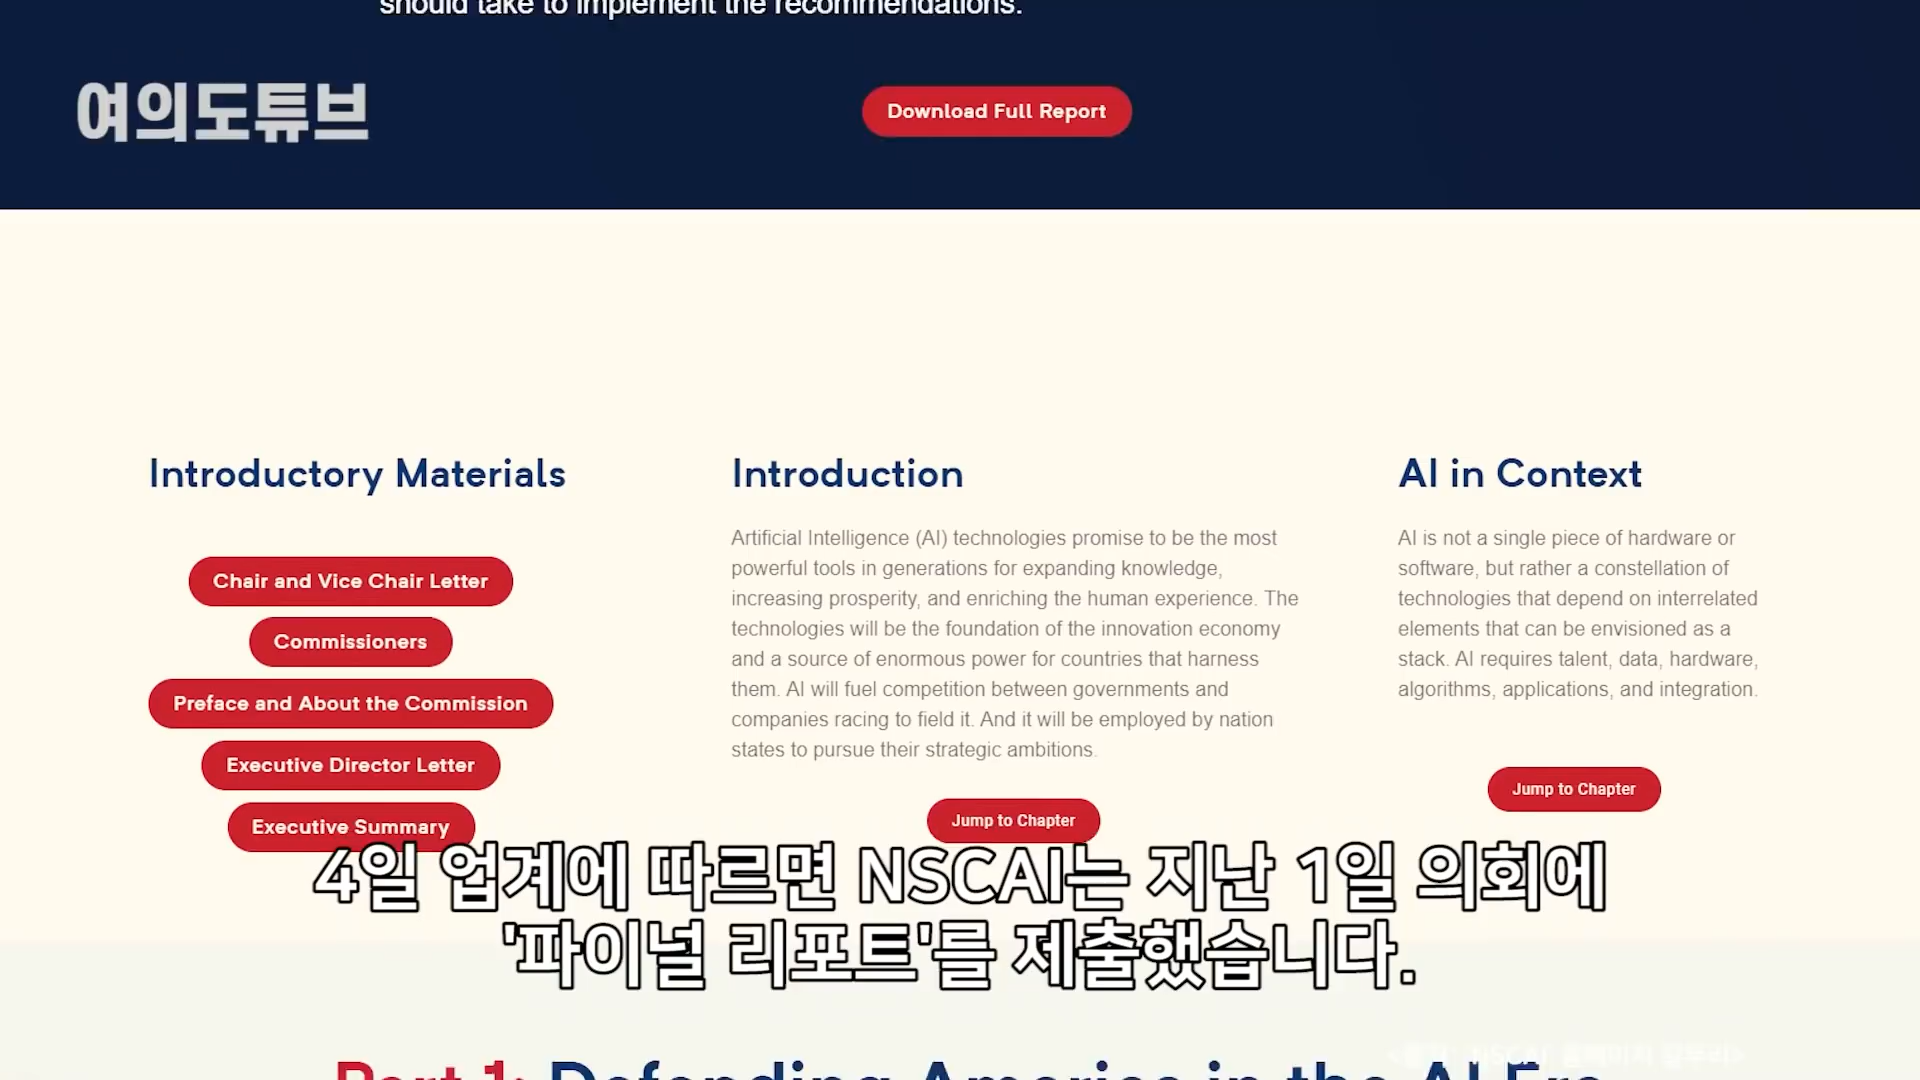 should take to implement the recommendations.
여의도튜브
Download Full Report
Introductory Materials
Chair and Vice Chair Letter
Commissioners
Preface and About the Commission
Executive Director Letter
Executive Summary
Introduction
Artificial Intelligence (AI) technologies promise to be the most
powerful tools in generations for expanding knowledge,
increasing prosperity, and enriching the human experience. The
technologies will be the foundation of the innovation economy
and a source of enormous power for countries that harness
them. AI will fuel competition between governments and
companies racing to field it. And it will be employed by nation
states to pursue their strategic ambitions.
Jump to Chapter
AI in Context
AI is not a single piece of hardware or
software, but rather a constellation of
technologies that depend on interrelated
elements that can be envisioned as a
stack. AI requires talent, data, hardware,
algorithms, applications, and integration.
Jump to Chapter
4일 업계에 따르면 NSCAI는 지난 1일 의회에
'파이널 리포트'를 제출했습니다.
Part 1: Defending America in the AI Era